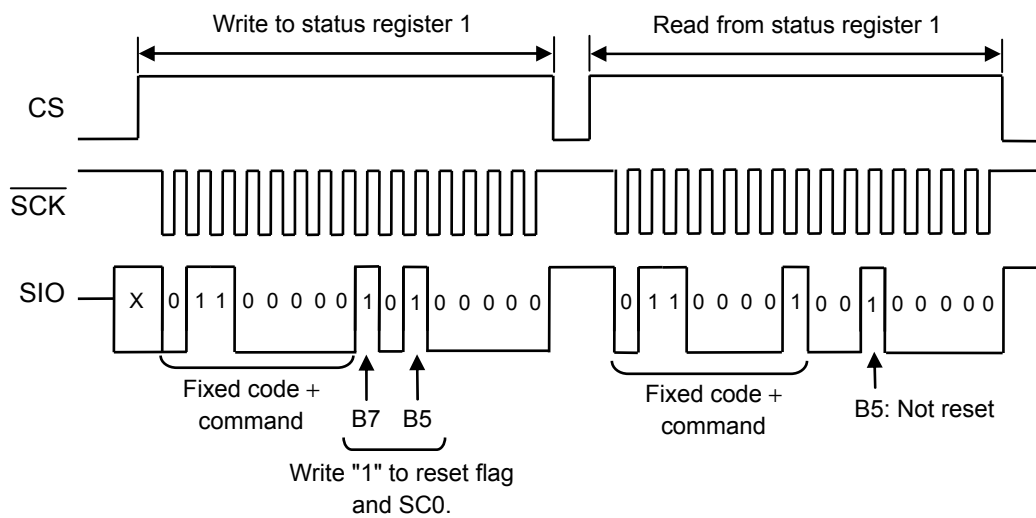 Write to status register 1 Read from status register 1
CS
SCK
SIO X 0 1 1 0 0 0 0 0 1 0 1 0 0 0 0 0 0 1 1 0 0 0 0 1 0 0 1 0 0 0 0 0
Fixed code + command
B7 B5
Write "1" to reset flag
and SC0.
Fixed code +
command
B5: Not reset